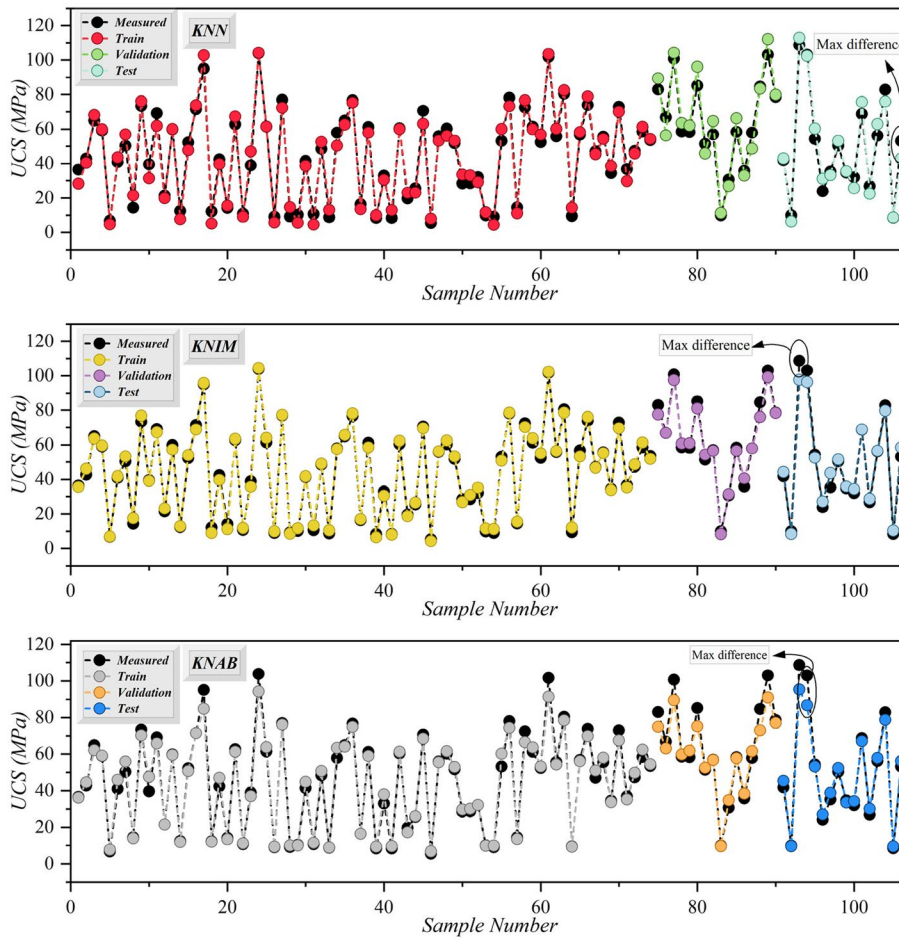 120
100
80
60
40
20
0
UCS (MPa)
Measured
Train
Validation
Test
KNN
Max difference
0
20
40
60
80
100
Sample Number
120
100
80
60
40
20
0
UCS (MPa)
Measured
Train
Validation
Test
KNIM
Max difference
0
20
40
60
80
100
Sample Number
120
100
80
60
40
20
0
UCS (MPa)
Measured
Train
Validation
Test
KNAB
Max difference
0
20
40
60
80
100
Sample Number